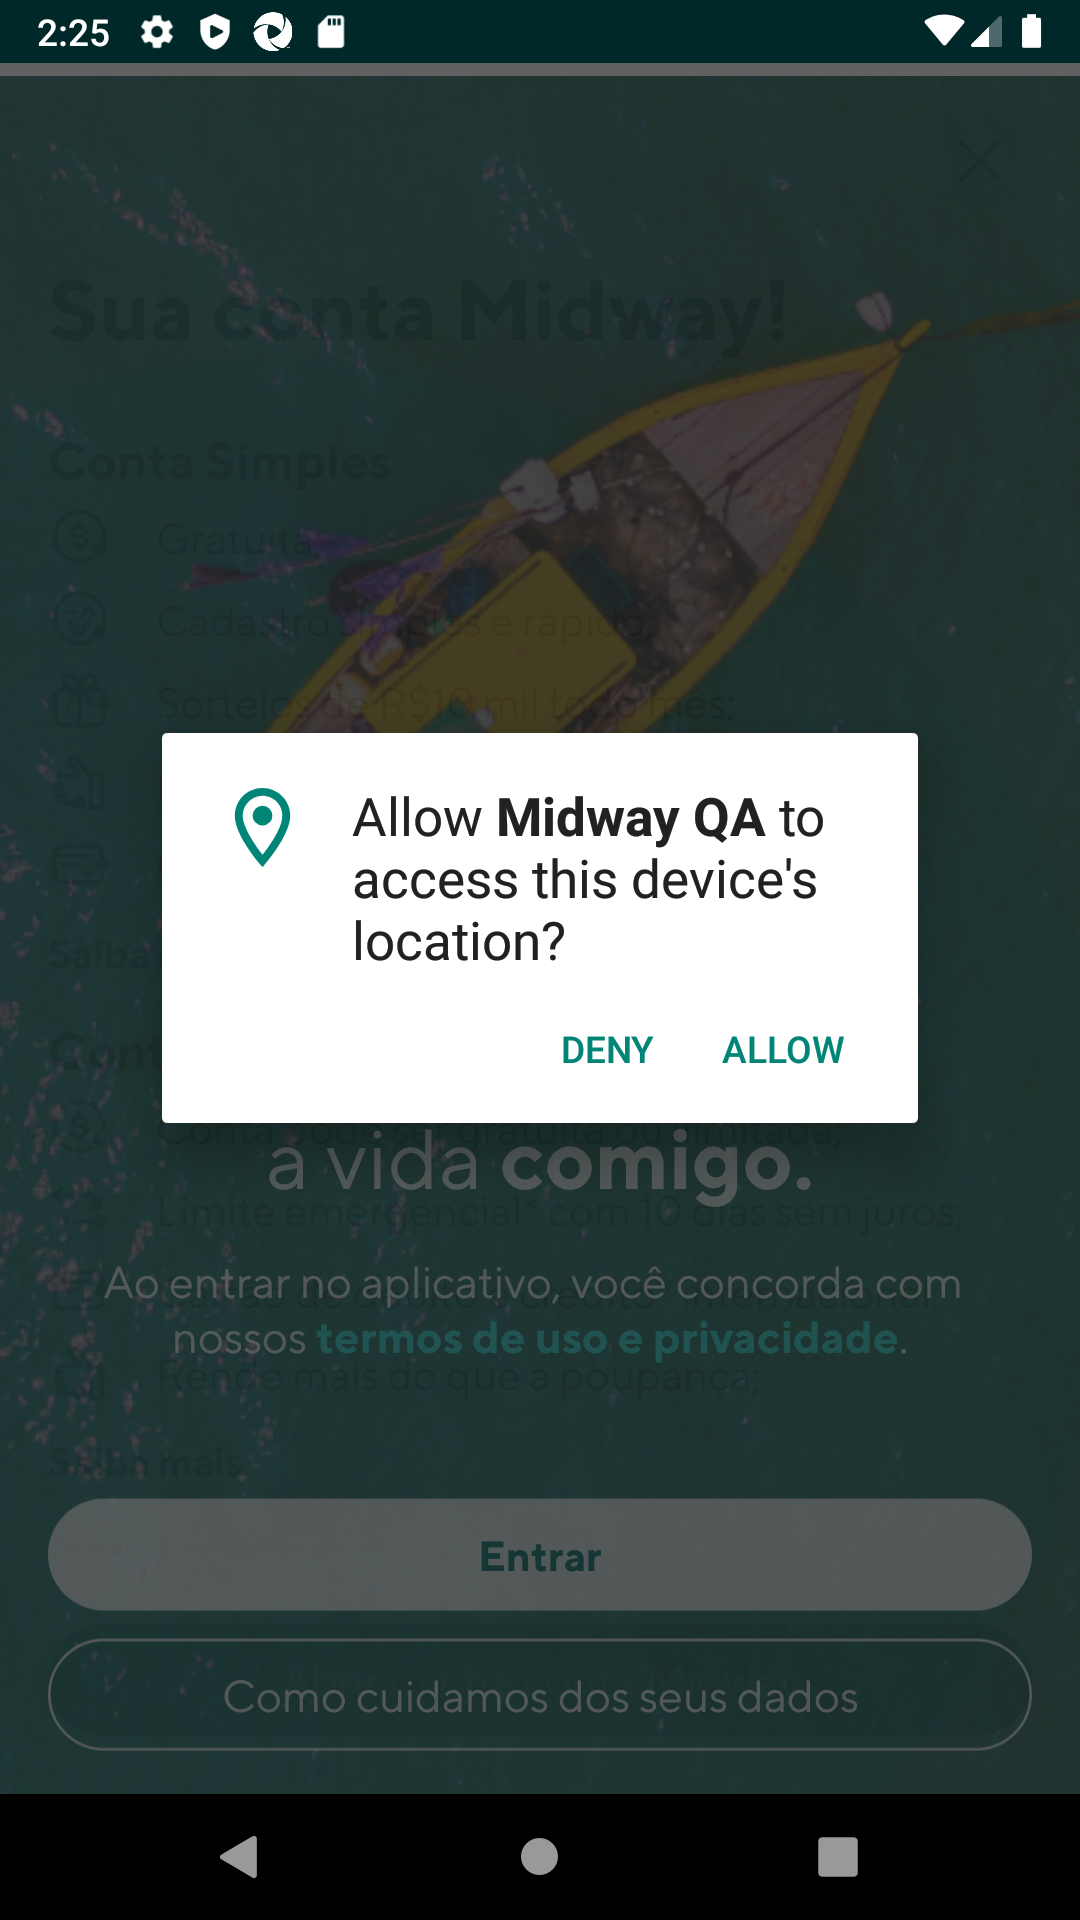 2:25
Sua conta Midway!
Conta Simples
Gratuita;
Cadastro simples e rápido;
Sorteios de R$10 mil todo mês;
Allow Midway QA to
access this device's
location?
Saiba
DENY ALLOW
Conta pode ser gratuita ou limitada;
a vida comigo.
Limite emergencial* com 10 dias sem juros;
Ao entrar no aplicativo, você concorda com
nossos termos de uso e privacidade.
Rende mais do que a poupança;
Saiba mais
Entrar
Como cuidamos dos seus dados